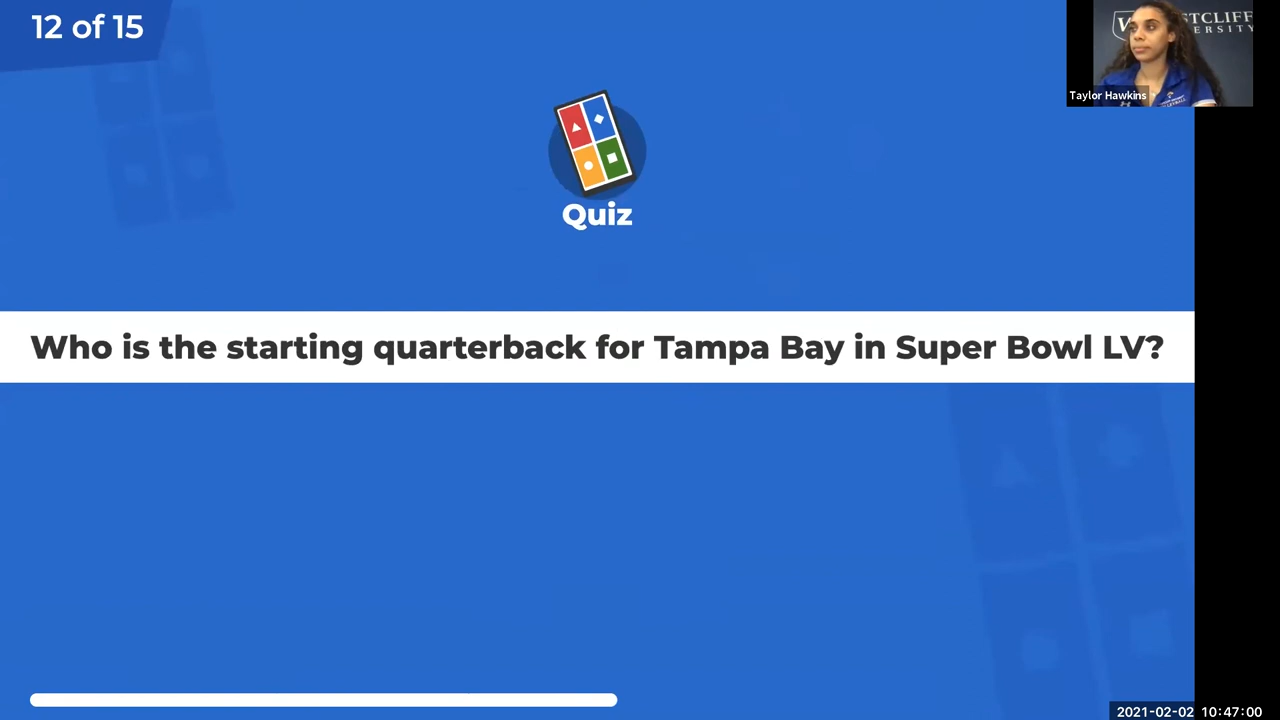 12 of 15
Taylor Hawkins
Quiz
Who is the starting quarterback for Tampa Bay in Super Bowl LV?
2021-02-02 10:47:00